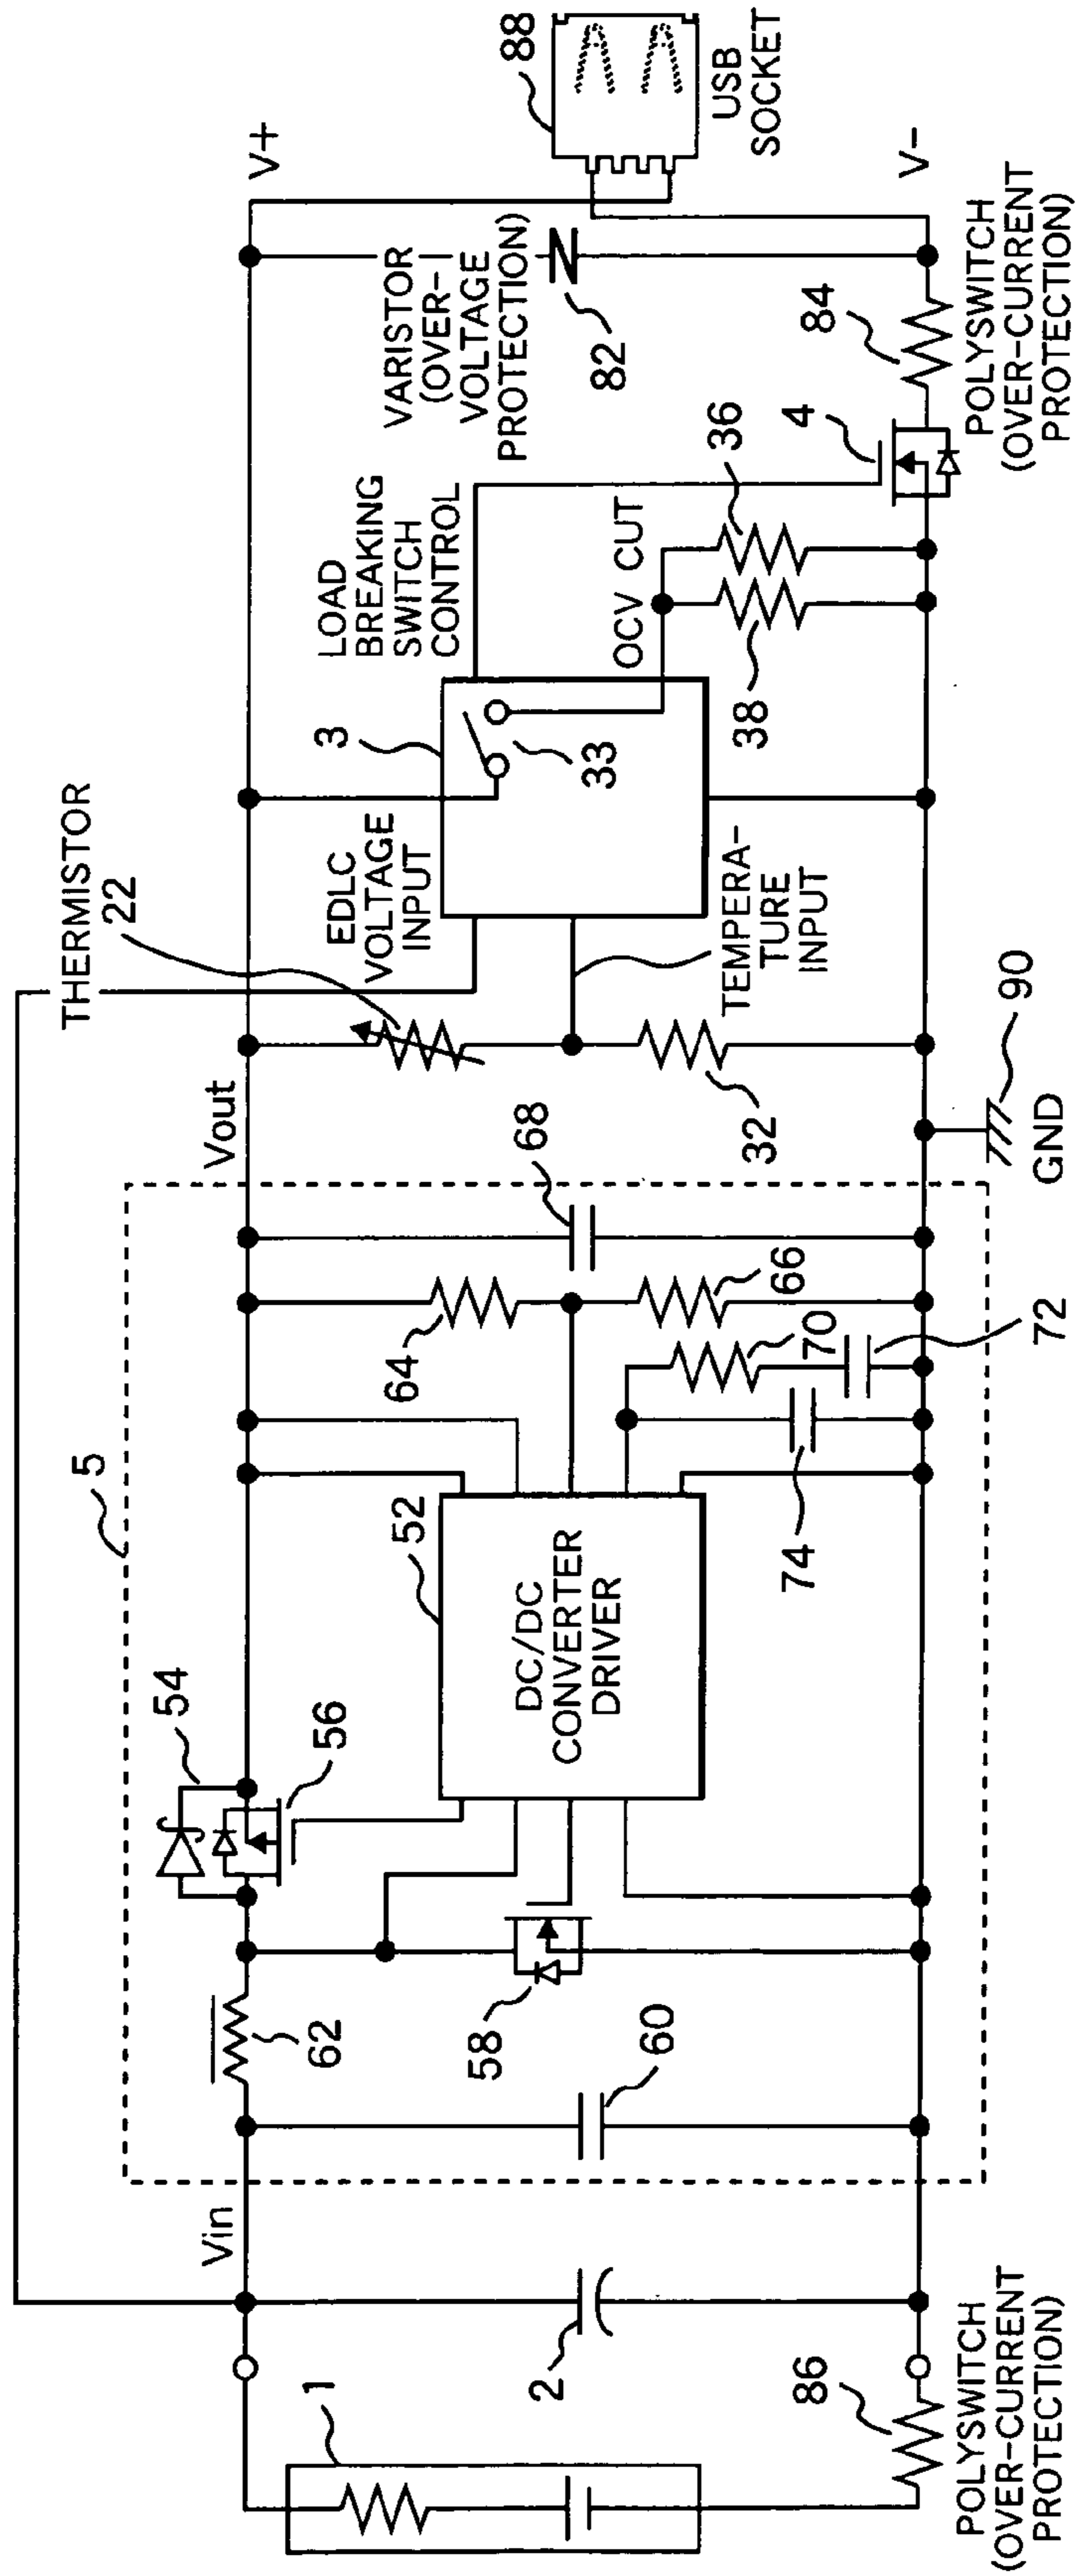 5
54
56
52
DC/DC
CONVERTER
DRIVER
62
58
60
64
66
68
70
72
74
Vin
Vout
1
2
86
POLYSWITCH
(OVER-CURRENT
PROTECTION)
THERMISTOR
22
32
EDLC
VOLTAGE
INPUT
TEMPERA-
TURE
INPUT
GND
90
3
33
LOAD
BREAKING
SWITCH
CONTROL
OCV CUT
36
38
4
VARISTOR
(OVER-
VOLTAGE
PROTECTION)
82
84
POLYSWITCH
(OVER-CURRENT
PROTECTION)
V+
V-
88
USB
SOCKET